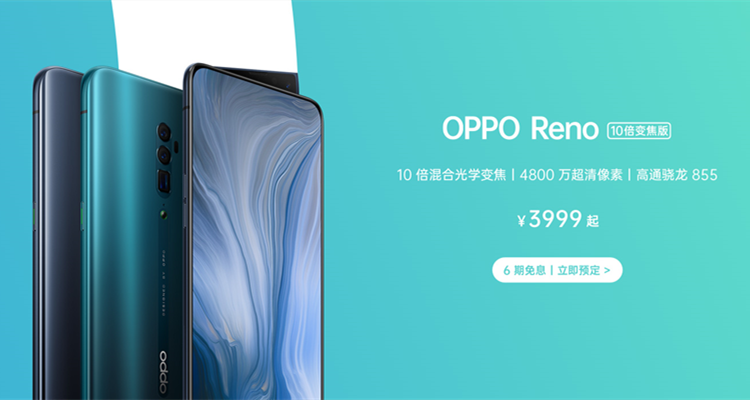 OPPO Reno 10倍变焦版
10 倍混合光学变焦 | 4800 万超清像素 | 高通骁龙 855
¥3999 起
6 期免息 | 立即预定 >
oppo